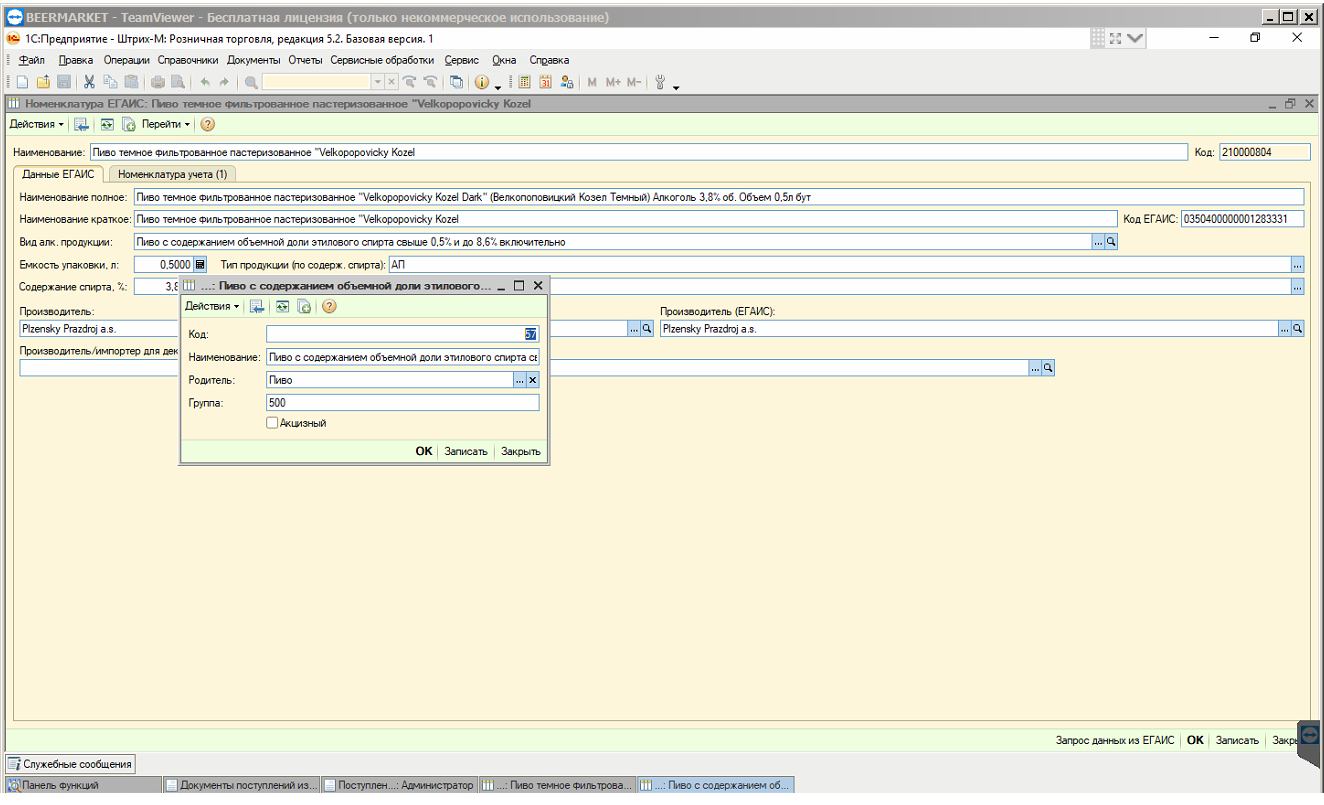 BEERMARKET - TeamViewer - Бесплатная лицензия (только некоммерческое использование)
1С:Предприятие - Штрих-М: Розничная торговля, редакция 5.2. Базовая версия. 1
Файл Правка Операции Справочники Документы Отчеты Сервисные обработки Сервис Окна Справка
M M+ M-
Номенклатура ЕГАИС: Пиво темное фильтрованное пастеризованное "Velkopopovicky Kozel
Действия Перейти
Наименование: Пиво темное фильтрованное пастеризованное "Velkopopovicky Kozel Код: 210000804
Данные ЕГАИС Номенклатура учета (1)
Наименование полное: Пиво темное фильтрованное пастеризованное "Velkopopovicky Kozel Dark" (Велкопоповицкий Козел Темный) Алкоголь 3,8% об. Объем 0,5л бут
Наименование краткое: Пиво темное фильтрованное пастеризованное "Velkopopovicky Kozel Код ЕГАИС: 0350400000001283331
Вид алк. продукции: Пиво с содержанием объемной доли этилового спирта свыше 0,5% и до 8,6% включительно ...
Емкость упаковки, л: 0,5000 Тип продукции (по содерж. спирта): АП ...
Содержание спирта, %: 3,8 ...
Производитель: Производитель (ЕГАИС):
Plzensky Prazdroj a.s. ... Plzensky Prazdroj a.s. ...
Производитель/импортер для дек
...
...: Пиво с содержанием объемной доли этилового...
Действия
Код: 57
Наименование: Пиво с содержанием объемной доли этилового спирта св
Родитель: Пиво ...
Группа: 500
Акцизный
OK Записать Закрыть
Запрос данных из ЕГАИС OK Записать Закры
Служебные сообщения
Панель функций Документы поступлений из... Поступлен...: Администратор ...: Пиво темное фильтрова... ...: Пиво с содержанием об...